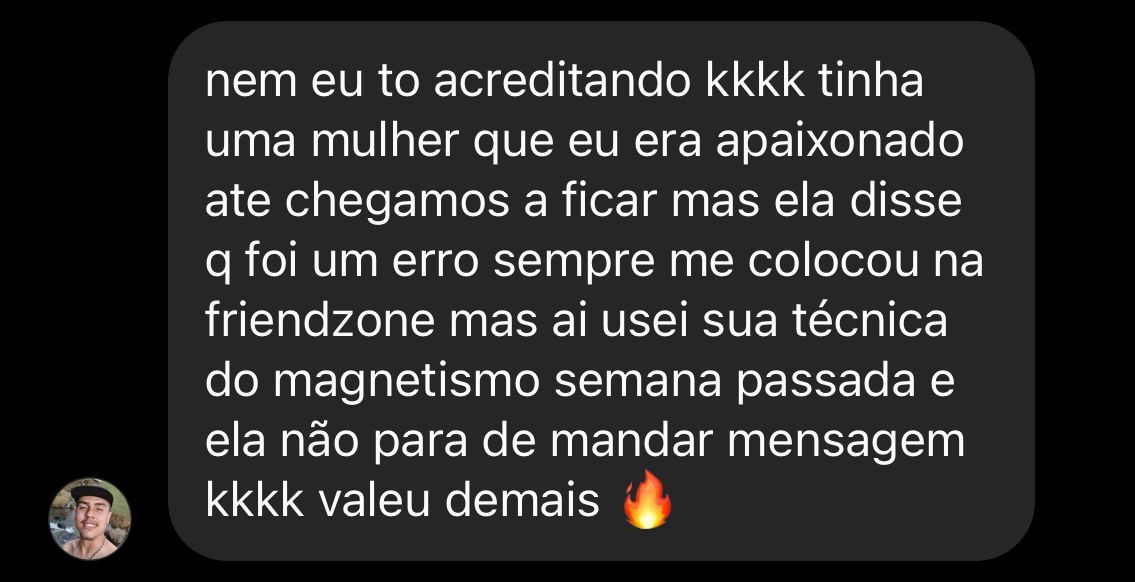 nem eu to acreditando kkkk tinha
uma mulher que eu era apaixonado
ate chegamos a ficar mas ela disse
q foi um erro sempre me colocou na
friendzone mas ai usei sua técnica
do magnetismo semana passada e
ela não para de mandar mensagem
kkkk valeu demais 🔥